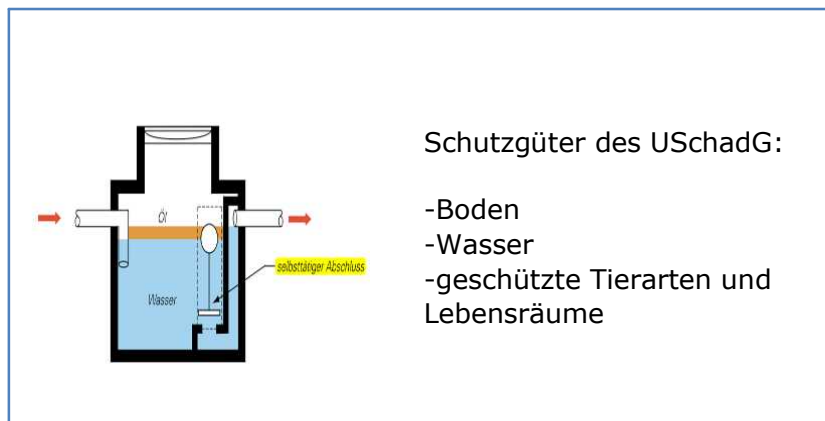 Öl
selbsttätiger Abschluss
Wasser
Schutzgüter des USchadG:
-Boden
-Wasser
-geschützte Tierarten und
Lebensräume